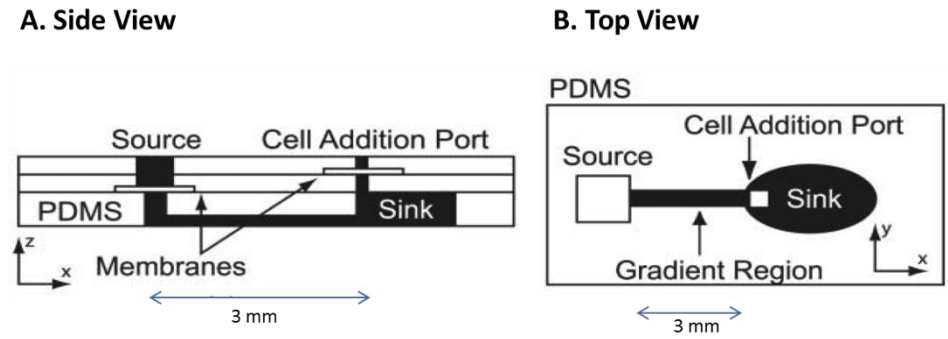 A. Side View
Source
Cell Addition Port
PDMS
Sink
z
x
Membranes
3 mm
B. Top View
PDMS
Cell Addition Port
Source
Sink
y
x
Gradient Region
3 mm